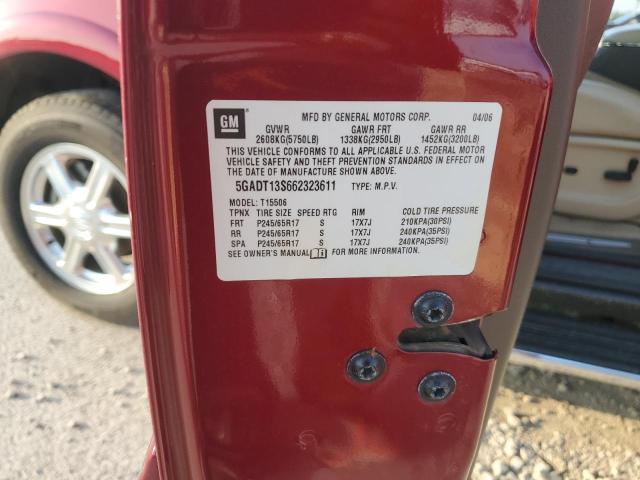 GM
MFD BY GENERAL MOTORS CORP. 04/06
GVWR GAWR FRT GAWR RR
2608KG(5750LB) 1338KG(2950LB) 1452KG(3200LB)
THIS VEHICLE CONFORMS TO ALL APPLICABLE U.S. FEDERAL MOTOR
VEHICLE SAFETY AND THEFT PREVENTION STANDARDS IN EFFECT ON
THE DATE OF MANUFACTURE SHOWN ABOVE.
5GADT13S662323611 TYPE: M.P.V.
MODEL: T15506
TPNX TIRE SIZE SPEED RTG RIM COLD TIRE PRESSURE
FRT P245/65R17 S 17X7J 210KPA(30PSI)
RR P245/65R17 S 17X7J 240KPA(35PSI)
SPA P245/65R17 S 17X7J 240KPA(35PSI)
SEE OWNER'S MANUAL FOR MORE INFORMATION.